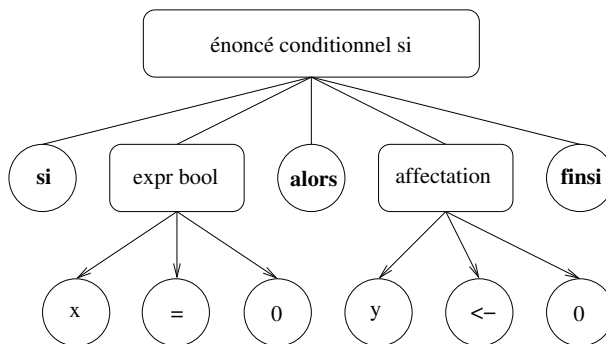 énoncé conditionnel si
si expr bool alors affectation finsi
x = 0 y <− 0